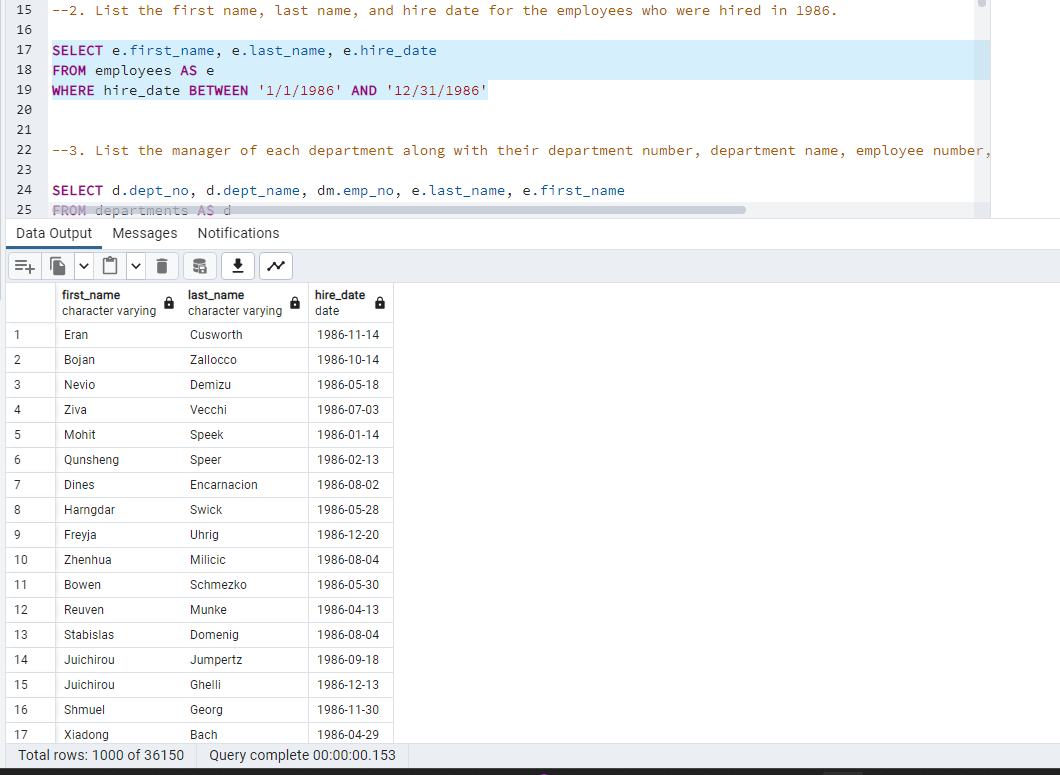 15 --2. List the first name, last name, and hire date for the employees who were hired in 1986.
16
17 SELECT e.first_name, e.last_name, e.hire_date
18 FROM employees AS e
19 WHERE hire_date BETWEEN '1/1/1986' AND '12/31/1986'
20
21
22 --3. List the manager of each department along with their department number, department name, employee number,
23
24 SELECT d.dept_no, d.dept_name, dm.emp_no, e.last_name, e.first_name
25 FROM departments AS d
Data Output Messages Notifications
first_name last_name hire_date
character varying character varying date
1 Eran Cusworth 1986-11-14
2 Bojan Zallocco 1986-10-14
3 Nevio Demizu 1986-05-18
4 Ziva Vecchi 1986-07-03
5 Mohit Speek 1986-01-14
6 Qunsheng Speer 1986-02-13
7 Dines Encarnacion 1986-08-02
8 Harngdar Swick 1986-05-28
9 Freyja Uhrig 1986-12-20
10 Zhenhua Milicic 1986-08-04
11 Bowen Schmezko 1986-05-30
12 Reuven Munke 1986-04-13
13 Stabislas Domenig 1986-08-04
14 Juichirou Jumpertz 1986-09-18
15 Juichirou Ghelli 1986-12-13
16 Shmuel Georg 1986-11-30
17 Xiadong Bach 1986-04-29
Total rows: 1000 of 36150 Query complete 00:00:00.153